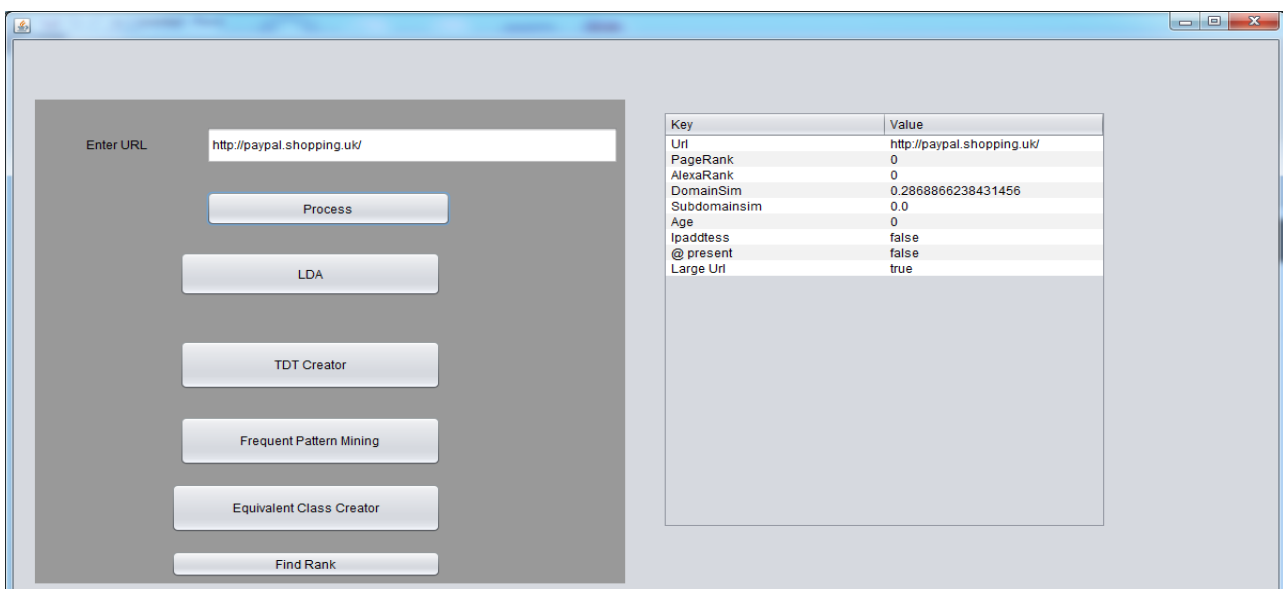 Enter URL
http://paypal.shopping.uk/
Process
LDA
TDT Creator
Frequent Pattern Mining
Equivalent Class Creator
Find Rank
Key Value
Url http://paypal.shopping.uk/
PageRank 0
AlexaRank 0
DomainSim 0.2868866238431456
Subdomainsim 0.0
Age 0
Ipaddtess false
@ present false
Large Url true